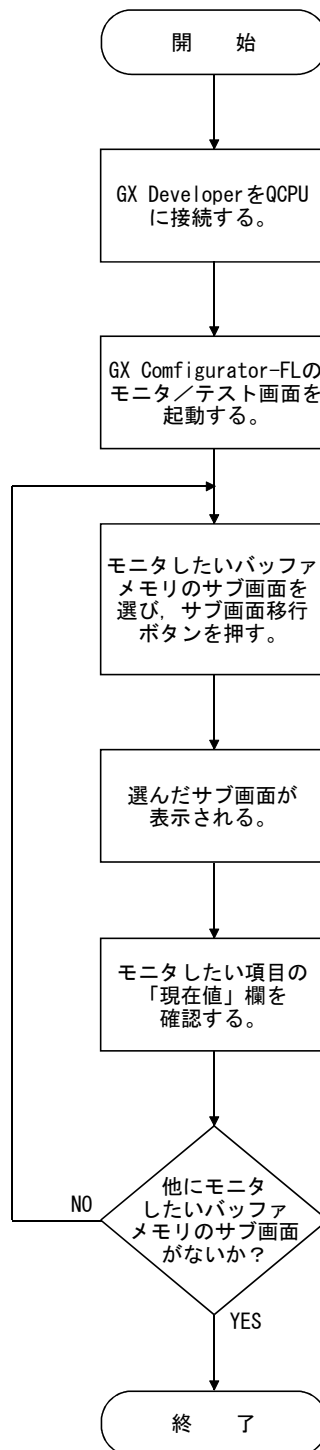 開　　始
GX DeveloperをQCPU
に接続する。
GX Comfigurator-FLの
モニタ／テスト画面を
起動する。
モニタしたいバッファ
メモリのサブ画面を
選び，サブ画面移行
ボタンを押す。
選んだサブ画面が
表示される。
モニタしたい項目の
「現在値」欄を
確認する。
他にモニタ
したいバッファ
メモリのサブ画面
がないか？
NO
YES
終　　了